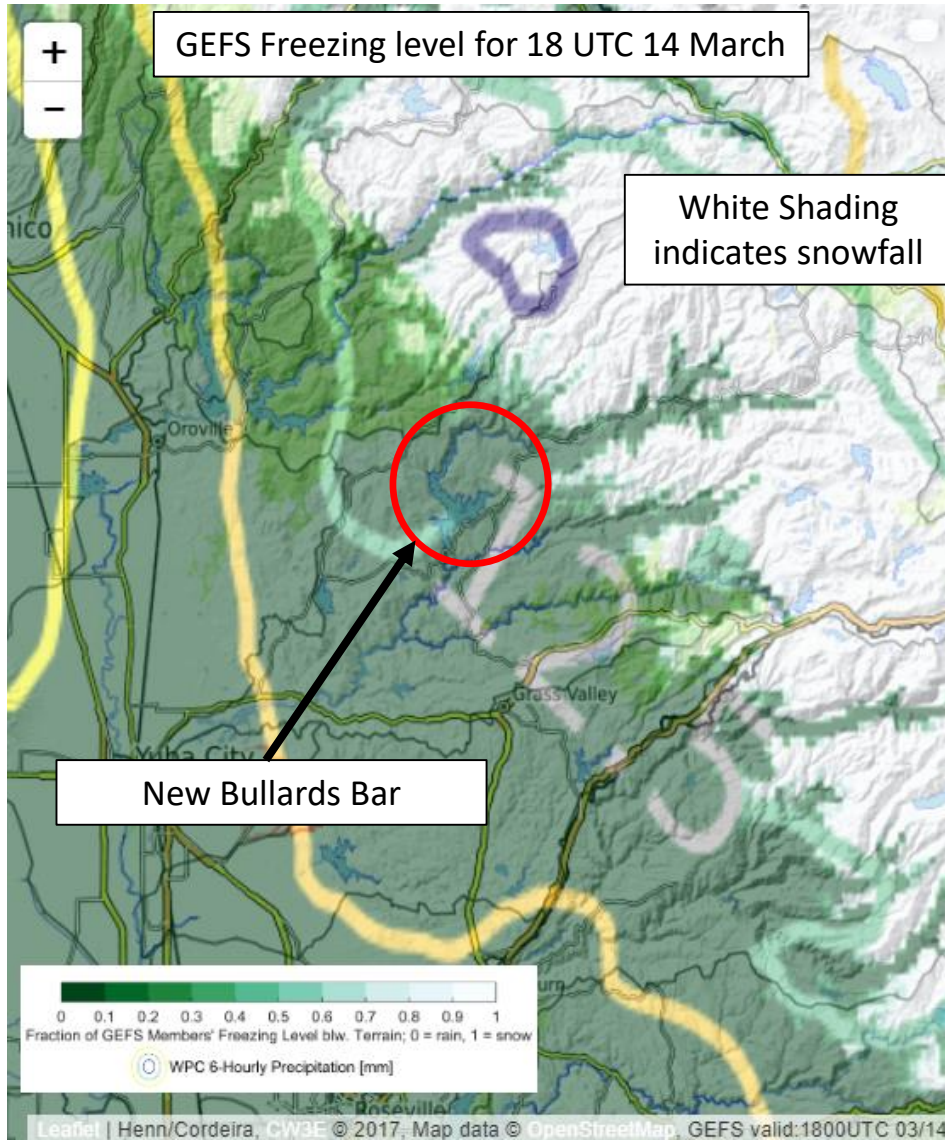 +
GEFS Freezing level for 18 UTC 14 March
−
White Shading
indicates snowfall
nico
Oroville
Grass Valley
Yuba City
New Bullards Bar
urn
0 0.1 0.2 0.3 0.4 0.5 0.6 0.7 0.8 0.9 1
Fraction of GEFS Members' Freezing Level blw. Terrain; 0 = rain, 1 = snow
WPC 6-Hourly Precipitation [mm]
Roseville
Leaflet | Henn/Cordeira, CW3E © 2017, Map data © OpenStreetMap, GEFS valid:1800UTC 03/14